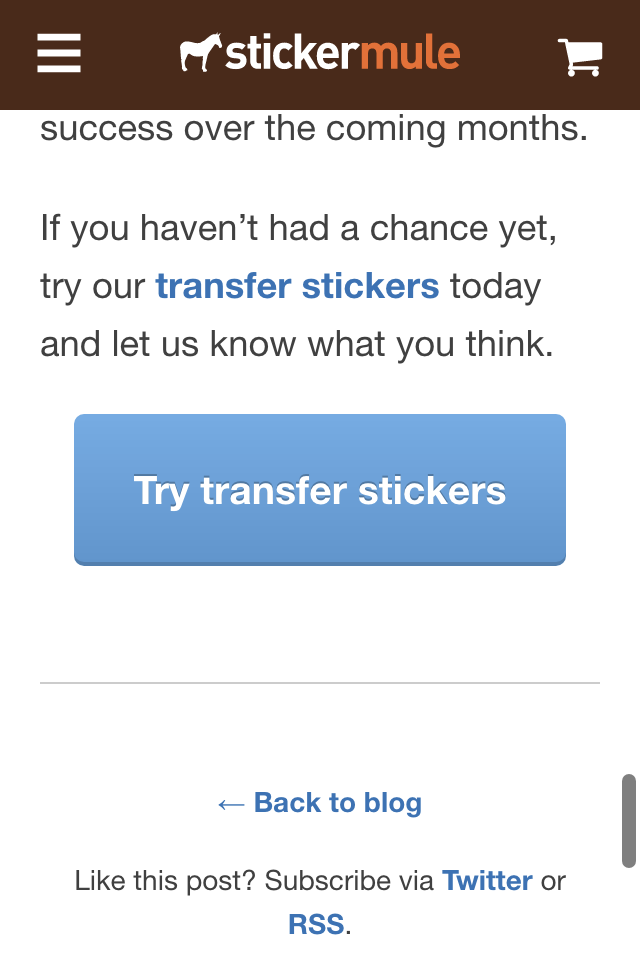 stickermule
success over the coming months.
If you haven’t had a chance yet,
try our transfer stickers today
and let us know what you think.
Try transfer stickers
← Back to blog
Like this post? Subscribe via Twitter or
RSS.